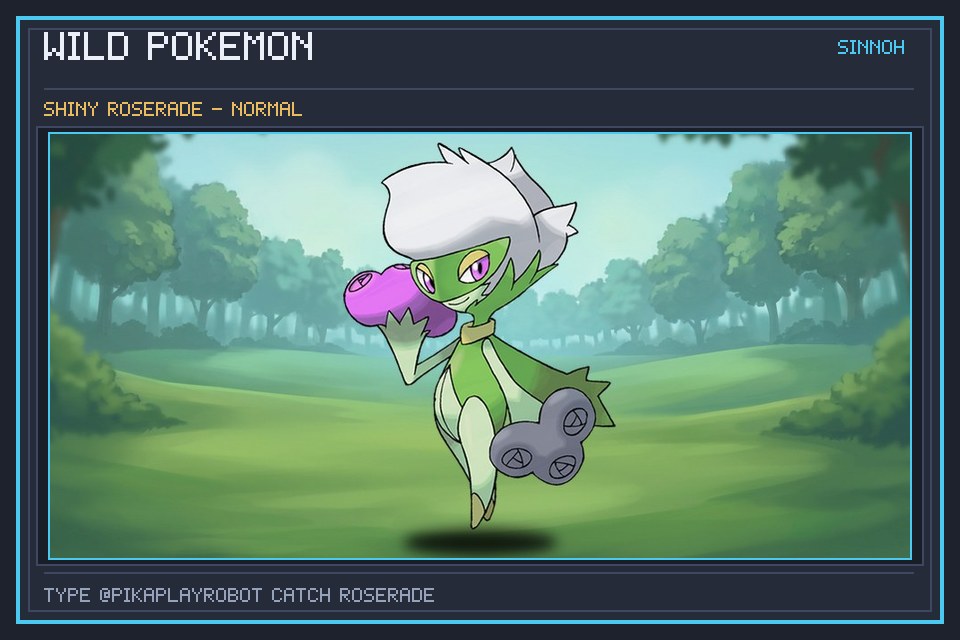 WILD POKEMON
SINNOH
SHINY ROSERADE - NORMAL
TYPE @PIKAPLAYROBOT CATCH ROSERADE